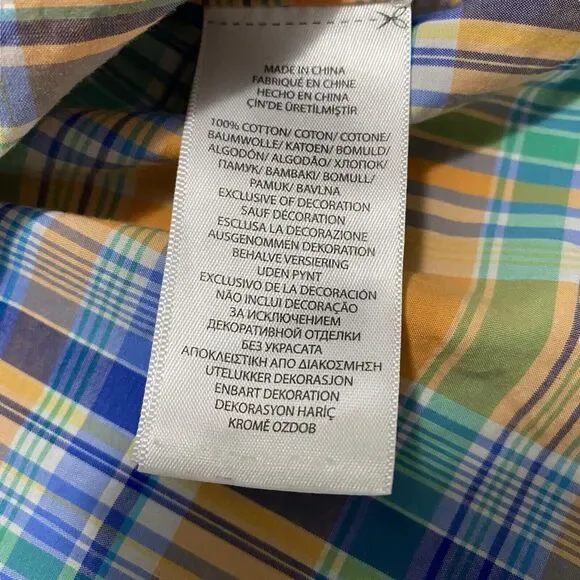 MADE IN CHINA
FABRIQUÉ EN CHINE
HECHO EN CHINA
ÇİN'DE ÜRETİLMİŞTİR
100% COTTON/ COTON/ COTONE/
BAUMWOLLE/ KATOEN/ BOMULD/
ALGODÓN/ ALGODÃO/ ХЛОПОК/
ПАМУК/ BAMBAKI/ BOMULL/
PAMUK/ BAVLNA
EXCLUSIVE OF DECORATION
SAUF DÉCORATION
ESCLUSA LA DECORAZIONE
AUSGENOMMEN DEKORATION
BEHALVE VERSIERING
UDEN PYNT
EXCLUSIVO DE LA DECORACIÓN
NÃO INCLUI DECORAÇÃO
ЗА ИСКЛЮЧЕНИЕМ
ДЕКОРАТИВНОЙ ОТДЕЛКИ
БЕЗ УКРАСАТА
ΑΠΟΚΛΕΙΣΤΙΚΗ ΑΠΟ ΔΙΑΚΟΣΜΗΣΗ
UTELUKKER DEKORASJON
ENBART DEKORATION
DEKORASYON HARİÇ
KROMĚ OZDOB